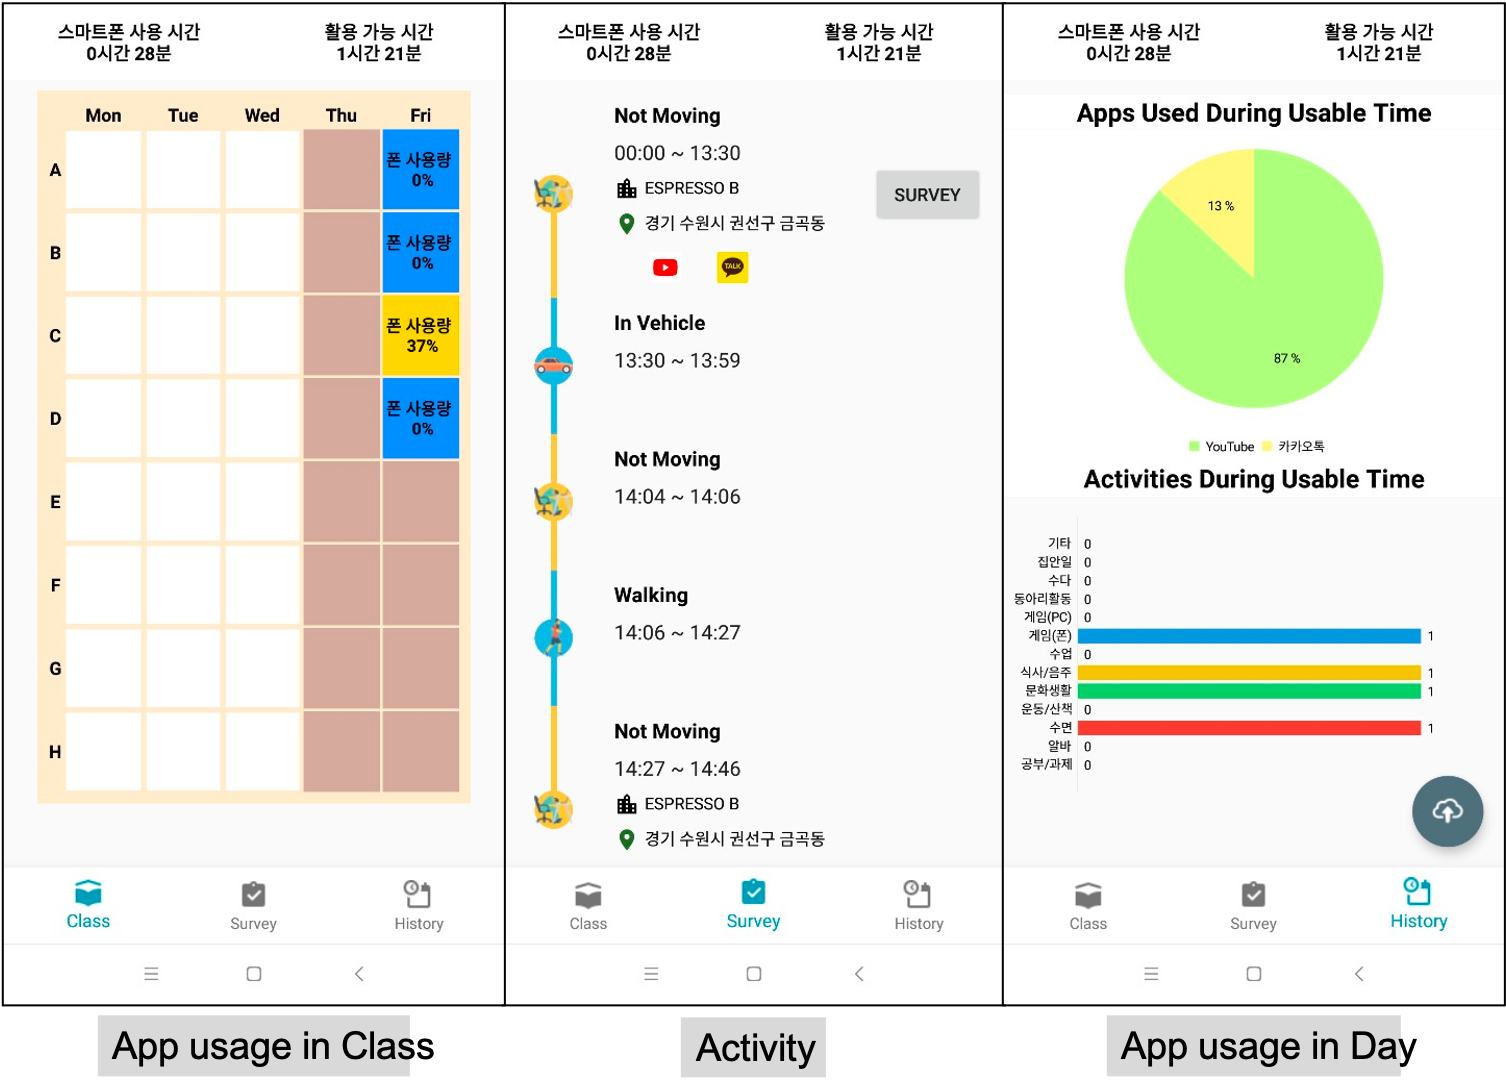 스마트폰 사용 시간
0시간 28분
활용 가능 시간
1시간 21분
Mon Tue Wed Thu Fri
A
폰 사용량
0%
B
폰 사용량
0%
C
폰 사용량
37%
D
폰 사용량
0%
E
F
G
H
Class
Survey
History
App usage in Class
스마트폰 사용 시간
0시간 28분
활용 가능 시간
1시간 21분
Not Moving
00:00 ~ 13:30
ESPRESSO B
경기 수원시 권선구 금곡동
SURVEY
TALK
In Vehicle
13:30 ~ 13:59
Not Moving
14:04 ~ 14:06
Walking
14:06 ~ 14:27
Not Moving
14:27 ~ 14:46
ESPRESSO B
경기 수원시 권선구 금곡동
Class
Survey
History
Activity
스마트폰 사용 시간
0시간 28분
활용 가능 시간
1시간 21분
Apps Used During Usable Time
13 %
87 %
YouTube 카카오톡
Activities During Usable Time
기타 0
집안일 0
수다 0
동아리활동 0
게임(PC) 0
게임(폰) 1
수업 0
식사/음주 1
문화생활 1
운동/산책 0
수면 1
알바 0
공부/과제 0
Class
Survey
History
App usage in Day